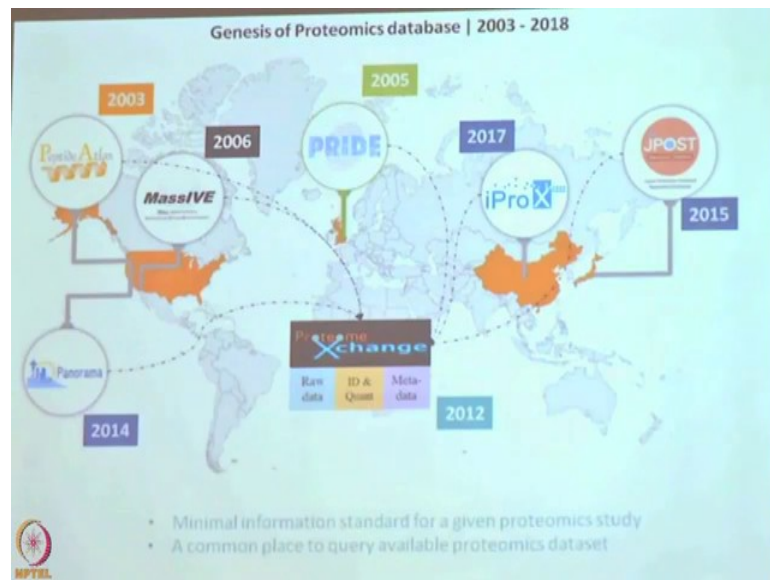 Genesis of Proteomics database | 2003 - 2018
2003
2005
2006
2017
Peptide Atlas
MassIVE
PRIDE
iProX
JPOST
2015
Panorama
2014
Proteome
Xchange
Raw data
ID & Quant
Meta-data
2012
• Minimal information standard for a given proteomics study
• A common place to query available proteomics dataset
NPTEL